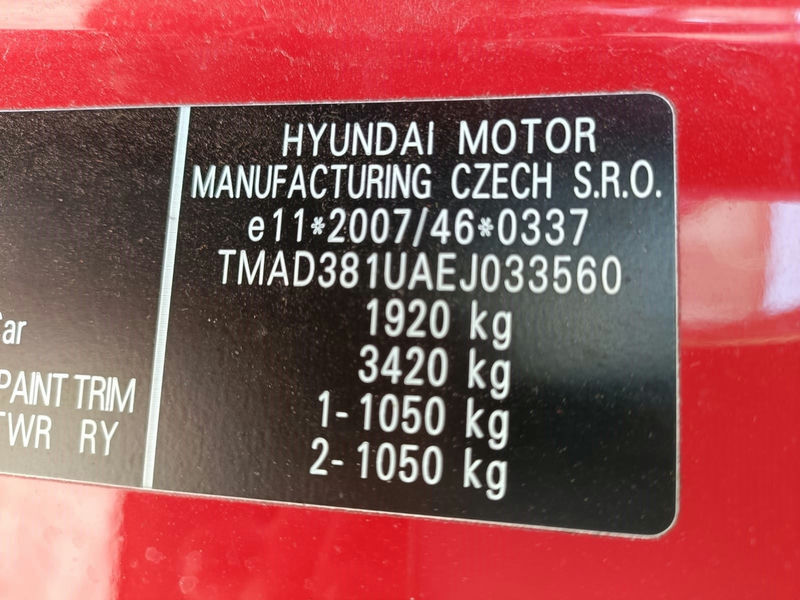 HYUNDAI MOTOR
MANUFACTURING CZECH S.R.O.
e11*2007/46*0337
TMAD381UAEJ033560
1920 kg
3420 kg
1- 1050 kg
2- 1050 kg
Car
PAINT TRIM
TWR RY